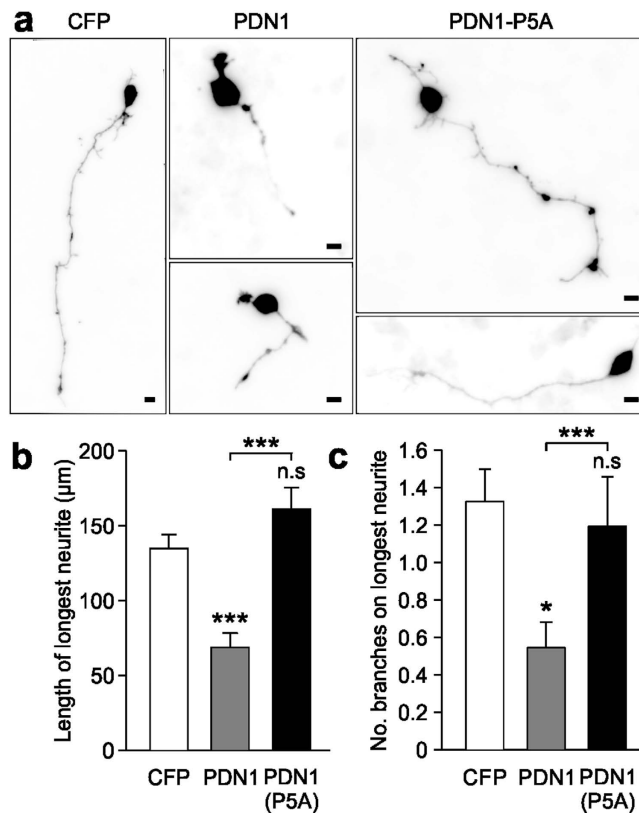 a
CFP
PDN1
PDN1-P5A
b
Length of longest neurite (µm)
200
150
100
50
0
***
***
n.s
CFP
PDN1
PDN1
(P5A)
c
No. branches on longest neurite
1.6
1.4
1.2
1.0
0.8
0.6
0.4
0.2
0
***
n.s
*
CFP
PDN1
PDN1
(P5A)